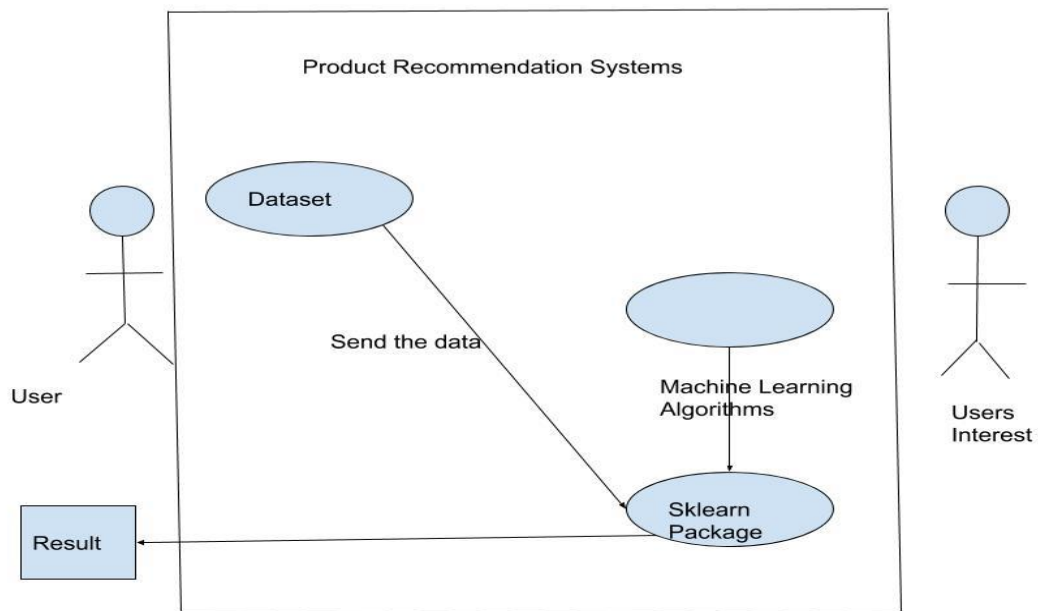 Product Recommendation Systems
Dataset
Send the data
Machine Learning
Algorithms
User
Users
Interest
Sklearn
Package
Result